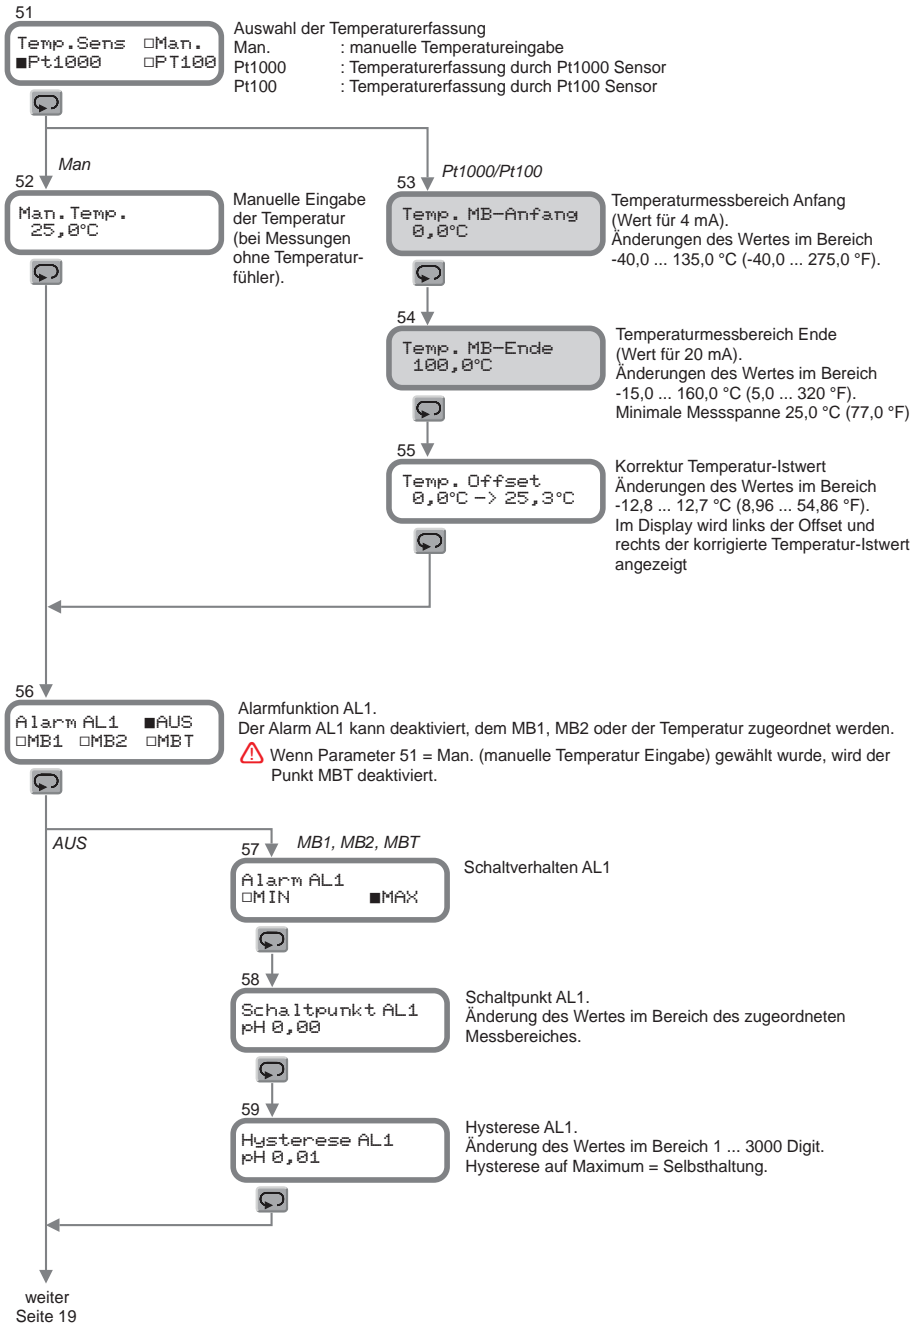 51
Temp.Sens □Man.
■Pt1000 □PT100
Auswahl der Temperaturerfassung
Man. : manuelle Temperatureingabe
Pt1000 : Temperaturerfassung durch Pt1000 Sensor
Pt100 : Temperaturerfassung durch Pt100 Sensor
Man
52
Man.Temp.
25,0°C
Manuelle Eingabe
der Temperatur
(bei Messungen
ohne Temperatur-
fühler).
Pt1000/Pt100
53
Temp. MB-Anfang
0,0°C
Temperaturmessbereich Anfang
(Wert für 4 mA).
Änderungen des Wertes im Bereich
-40,0 ... 135,0 °C (-40,0 ... 275,0 °F).
54
Temp. MB-Ende
100,0°C
Temperaturmessbereich Ende
(Wert für 20 mA).
Änderungen des Wertes im Bereich
-15,0 ... 160,0 °C (5,0 ... 320 °F).
Minimale Messspanne 25,0 °C (77,0 °F)
55
Temp. Offset
0,0°C -> 25,3°C
Korrektur Temperatur-Istwert
Änderungen des Wertes im Bereich
-12,8 ... 12,7 °C (8,96 ... 54,86 °F).
Im Display wird links der Offset und
rechts der korrigierte Temperatur-Istwert
angezeigt
56
Alarm AL1 ■AUS
□MB1 □MB2 □MBT
Alarmfunktion AL1.
Der Alarm AL1 kann deaktiviert, dem MB1, MB2 oder der Temperatur zugeordnet werden.
Wenn Parameter 51 = Man. (manuelle Temperatur Eingabe) gewählt wurde, wird der
Punkt MBT deaktiviert.
AUS
MB1, MB2, MBT
57
Alarm AL1
□MIN ■MAX
Schaltverhalten AL1
58
Schaltpunkt AL1
pH 0,00
Schaltpunkt AL1.
Änderung des Wertes im Bereich des zugeordneten
Messbereiches.
59
Hysterese AL1
pH 0,01
Hysterese AL1.
Änderung des Wertes im Bereich 1 ... 3000 Digit.
Hysterese auf Maximum = Selbsthaltung.
weiter
Seite 19